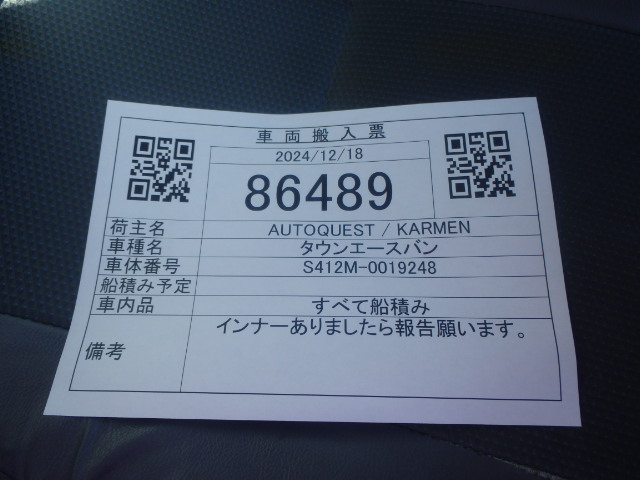 車両搬入票
2024/12/18
86489
荷主名 AUTOQUEST / KARMEN
車種名 タウンエースバン
車体番号 S412M-0019248
船積み予定
車内品 すべて船積み
備考 インナーありましたら報告願います。